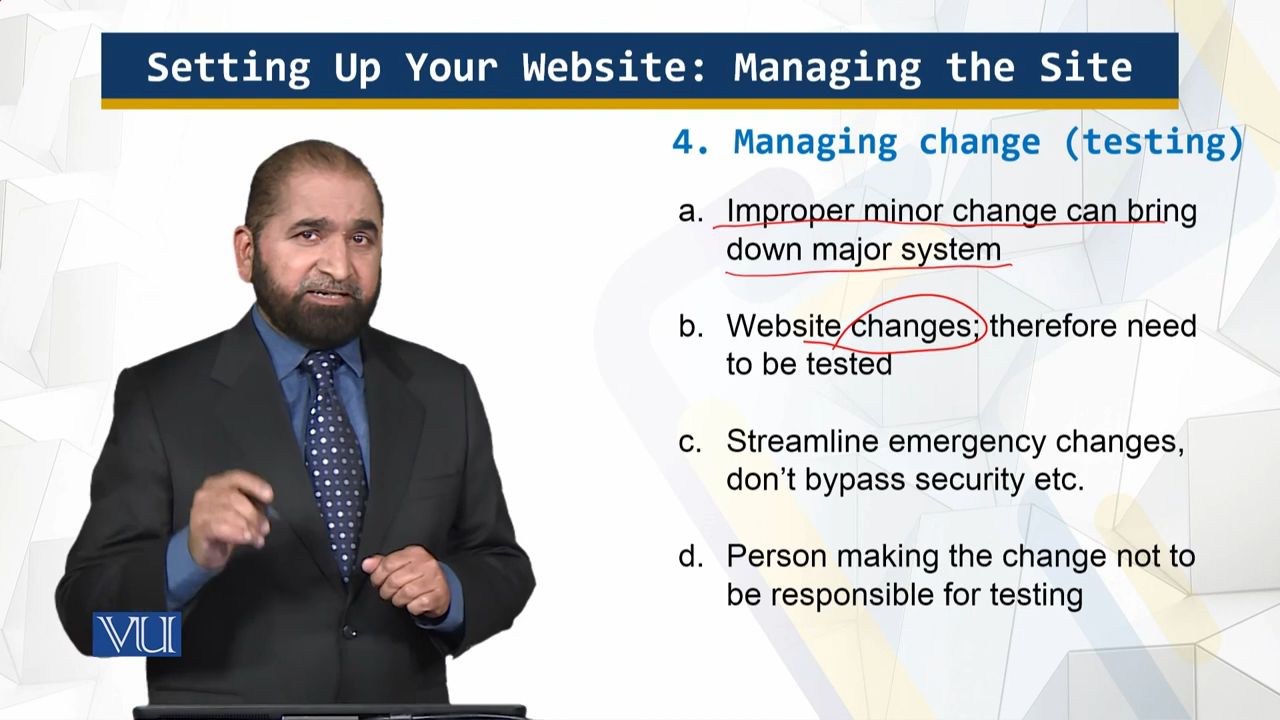 Setting Up Your Website: Managing the Site
4. Managing change (testing)
a. Improper minor change can bring
down major system
b. Website changes; therefore need
to be tested
c. Streamline emergency changes,
don't bypass security etc.
d. Person making the change not to
be responsible for testing
VU